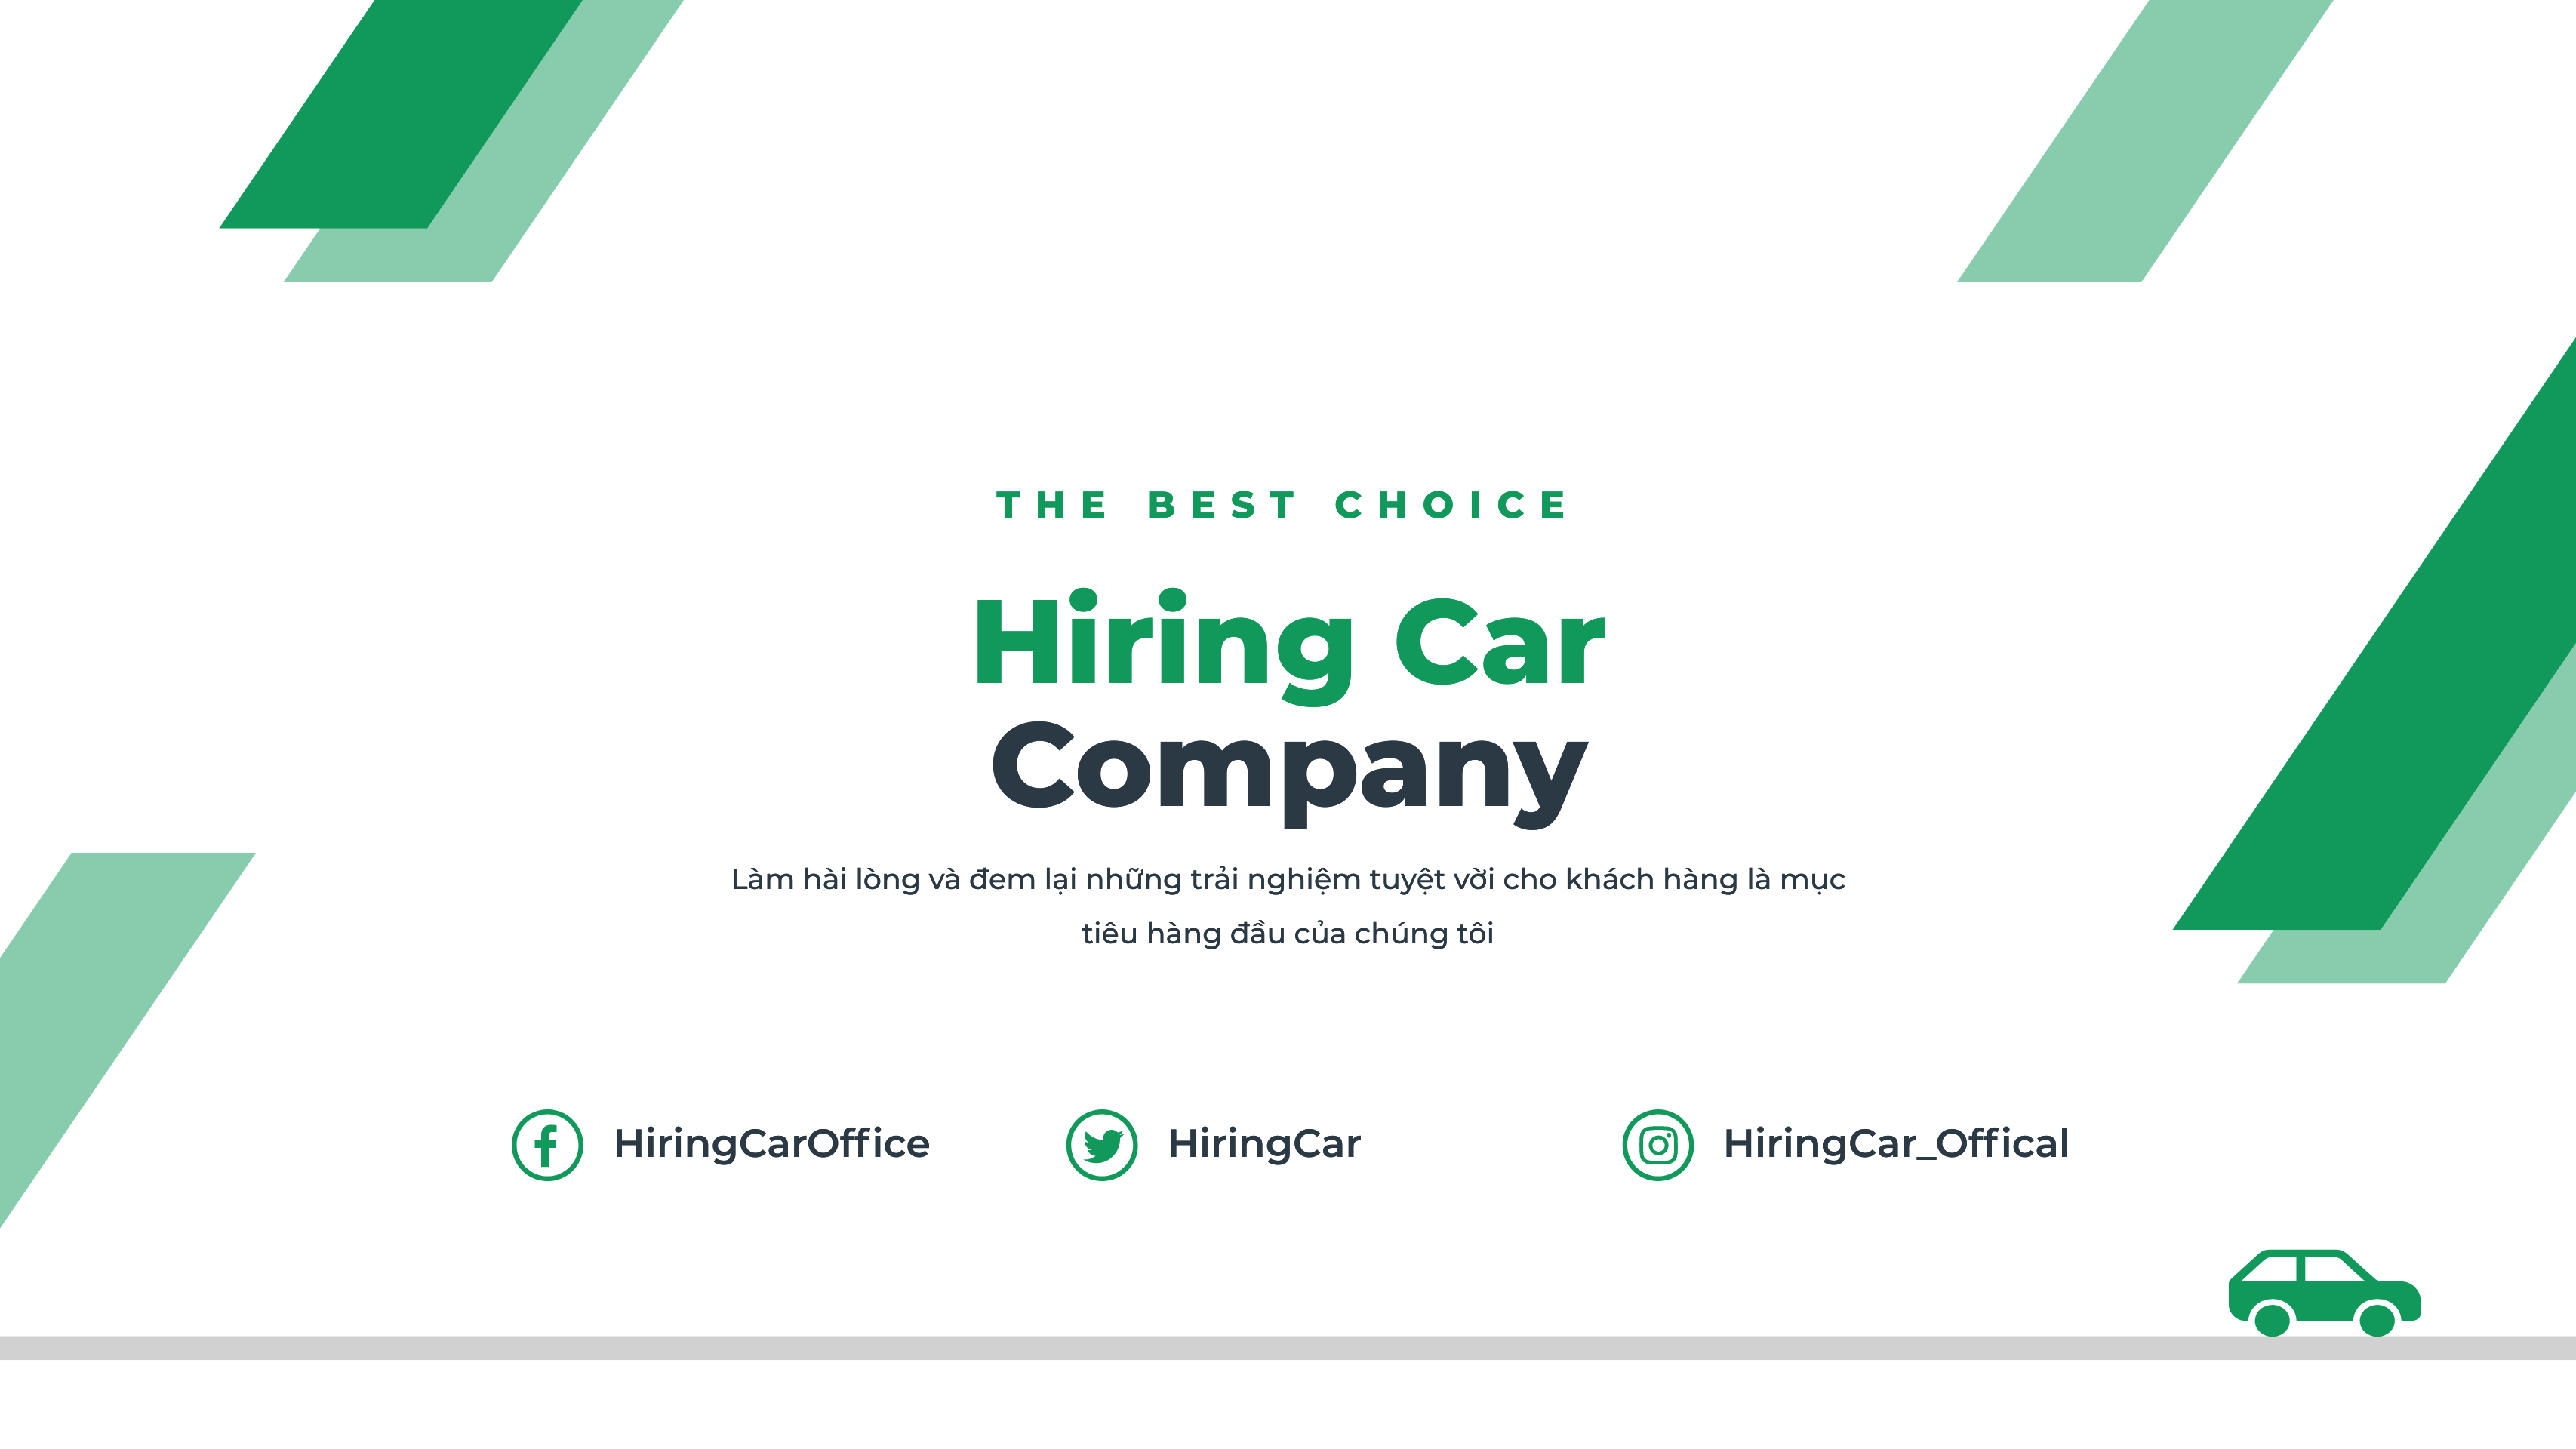 THE BEST CHOICE
Hiring Car
Company
Làm hài lòng và đem lại những trải nghiệm tuyệt vời cho khách hàng là mục
tiêu hàng đầu của chúng tôi
HiringCarOffice
HiringCar
HiringCar_Offical